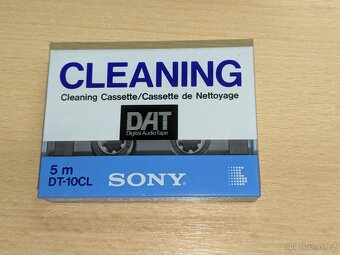 CLEANING
Cleaning Cassette/Cassette de Nettoyage
DAT
Digital Audio Tape
5 m
DT-10CL
SONY